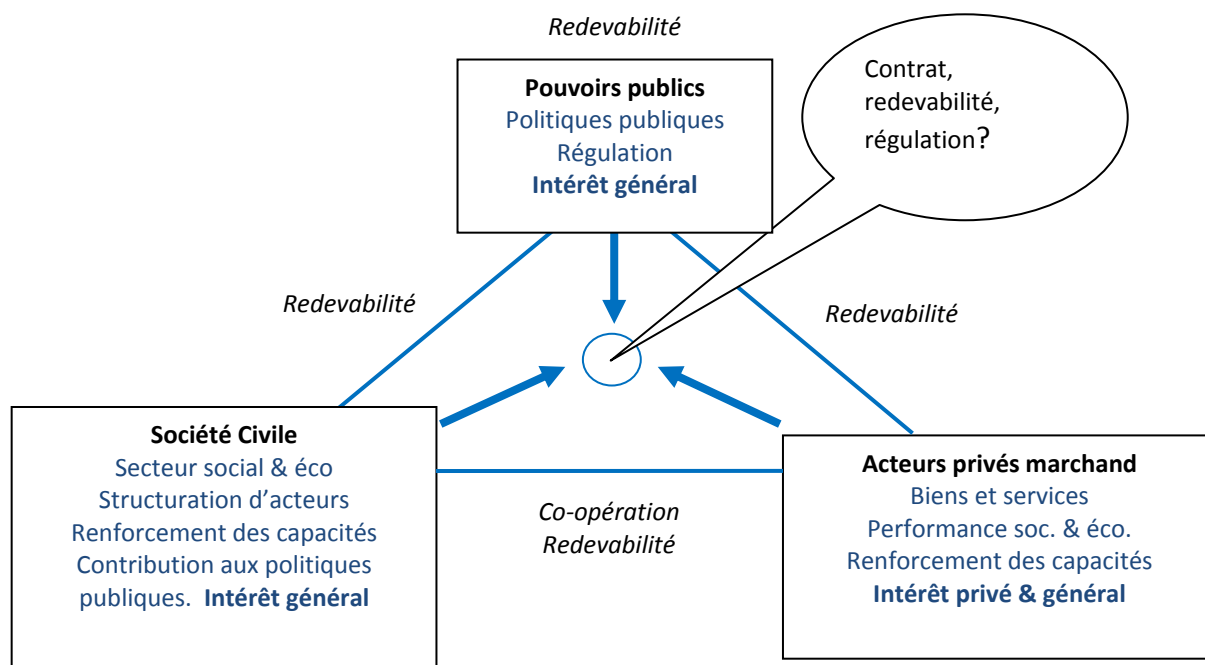 Redevabilité
Pouvoirs publics
Politiques publiques
Régulation
Intérêt général
Contrat,
redevabilité,
régulation?
Redevabilité
Redevabilité
Société Civile
Secteur social & éco
Structuration d’acteurs
Renforcement des capacités
Contribution aux politiques
publiques. Intérêt général
Co-opération
Redevabilité
Acteurs privés marchand
Biens et services
Performance soc. & éco.
Renforcement des capacités
Intérêt privé & général